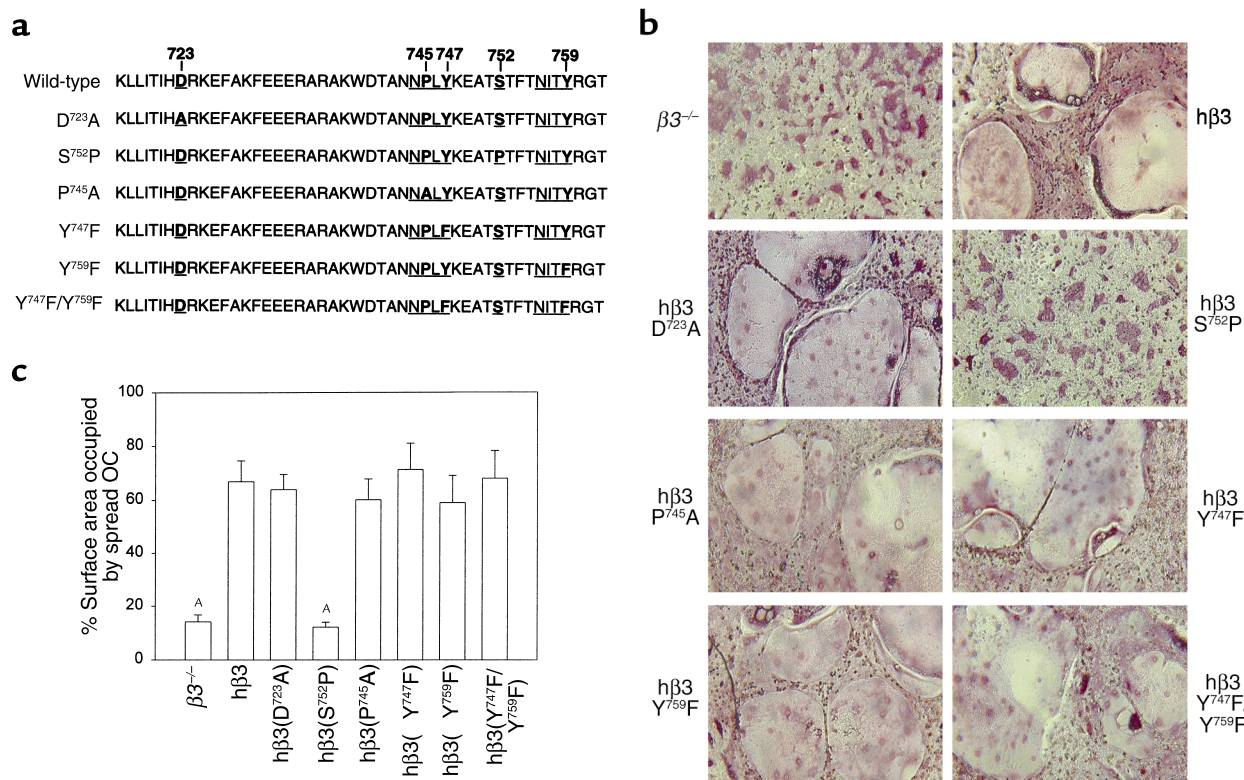 a
723 745 747 752 759
Wild-type KLLITIHDRKEFAKFEEERARAKWDTANNPLYKEATSTFTNITYRGT
D723A KLLITIHARKEFAKFEEERARAKWDTANNPLYKEATSTFTNITYRGT
S752P KLLITIHDRKEFAKFEEERARAKWDTANNPLYKEATPTFTNITYRGT
P745A KLLITIHDRKEFAKFEEERARAKWDTANNALYKEATSTFTNITYRGT
Y747F KLLITIHDRKEFAKFEEERARAKWDTANNPLFKEATSTFTNITYRGT
Y759F KLLITIHDRKEFAKFEEERARAKWDTANNPLYKEATSTFTNITFRGT
Y747F/Y759F KLLITIHDRKEFAKFEEERARAKWDTANNPLFKEATSTFTNITFRGT
b
β3–/–
hβ3
hβ3
D723A
hβ3
S752P
hβ3
P745A
hβ3
Y747F
hβ3
Y759F
hβ3
Y747F/
Y759F
c
% Surface area occupied
by spread OC
100
80
60
40
20
0
A
A
β3–/–
hβ3
hβ3(D723A)
hβ3(S752P)
hβ3(P745A)
hβ3( Y747F)
hβ3( Y759F)
hβ3(Y747F/
Y759F)